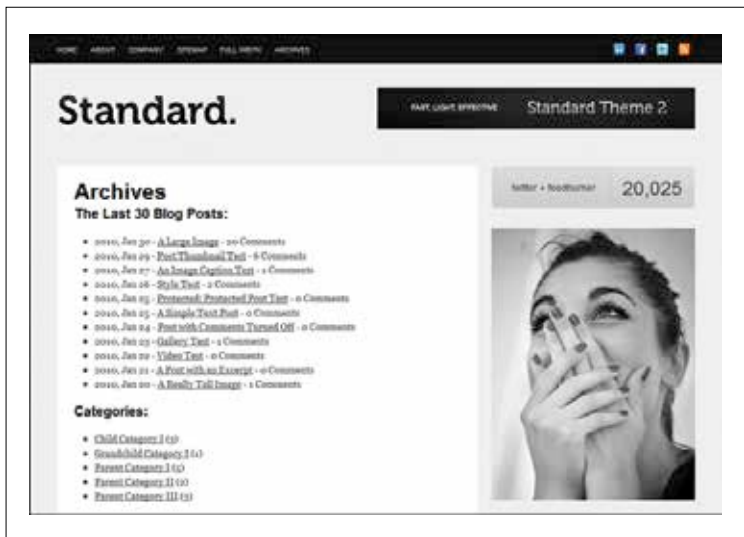 HOME ABOUT COMPANY SITEMAP FULL WIDTH ARCHIVES
Standard.
FAST. LIGHT. EFFECTIVE Standard Theme 2
Archives
The Last 30 Blog Posts:
twitter + feedburner 20,025
2010, Jan 30 - A Large Image - 20 Comments
2010, Jan 29 - Post Thumbnail Test - 6 Comments
2010, Jan 27 - An Image Caption Test - 1 Comments
2010, Jan 26 - Style Test - 2 Comments
2010, Jan 25 - Protected: Protected Post Test - 0 Comments
2010, Jan 25 - A Simple Text Post - 0 Comments
2010, Jan 24 - Post with Comments Turned Off - 0 Comments
2010, Jan 23 - Gallery Test - 1 Comments
2010, Jan 22 - Video Test - 0 Comments
2010, Jan 21 - A Post with an Excerpt - 0 Comments
2010, Jan 20 - A Really Tall Image - 1 Comments
Categories:
Child Category I (3)
Grandchild Category I (1)
Parent Category I (5)
Parent Category II (2)
Parent Category III (3)